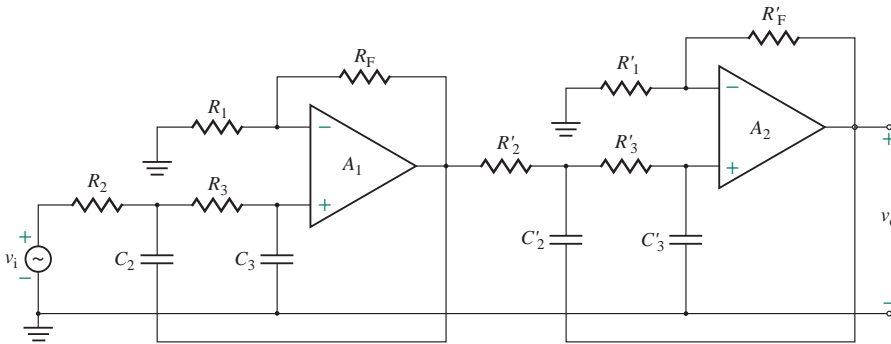 R′F
RF
R′1
R1
−
−
A2
R′2
R′3
+
+
A1
R2
R3
+
C′2
C′3
vo
+
vi
~
−
C2
C3
−